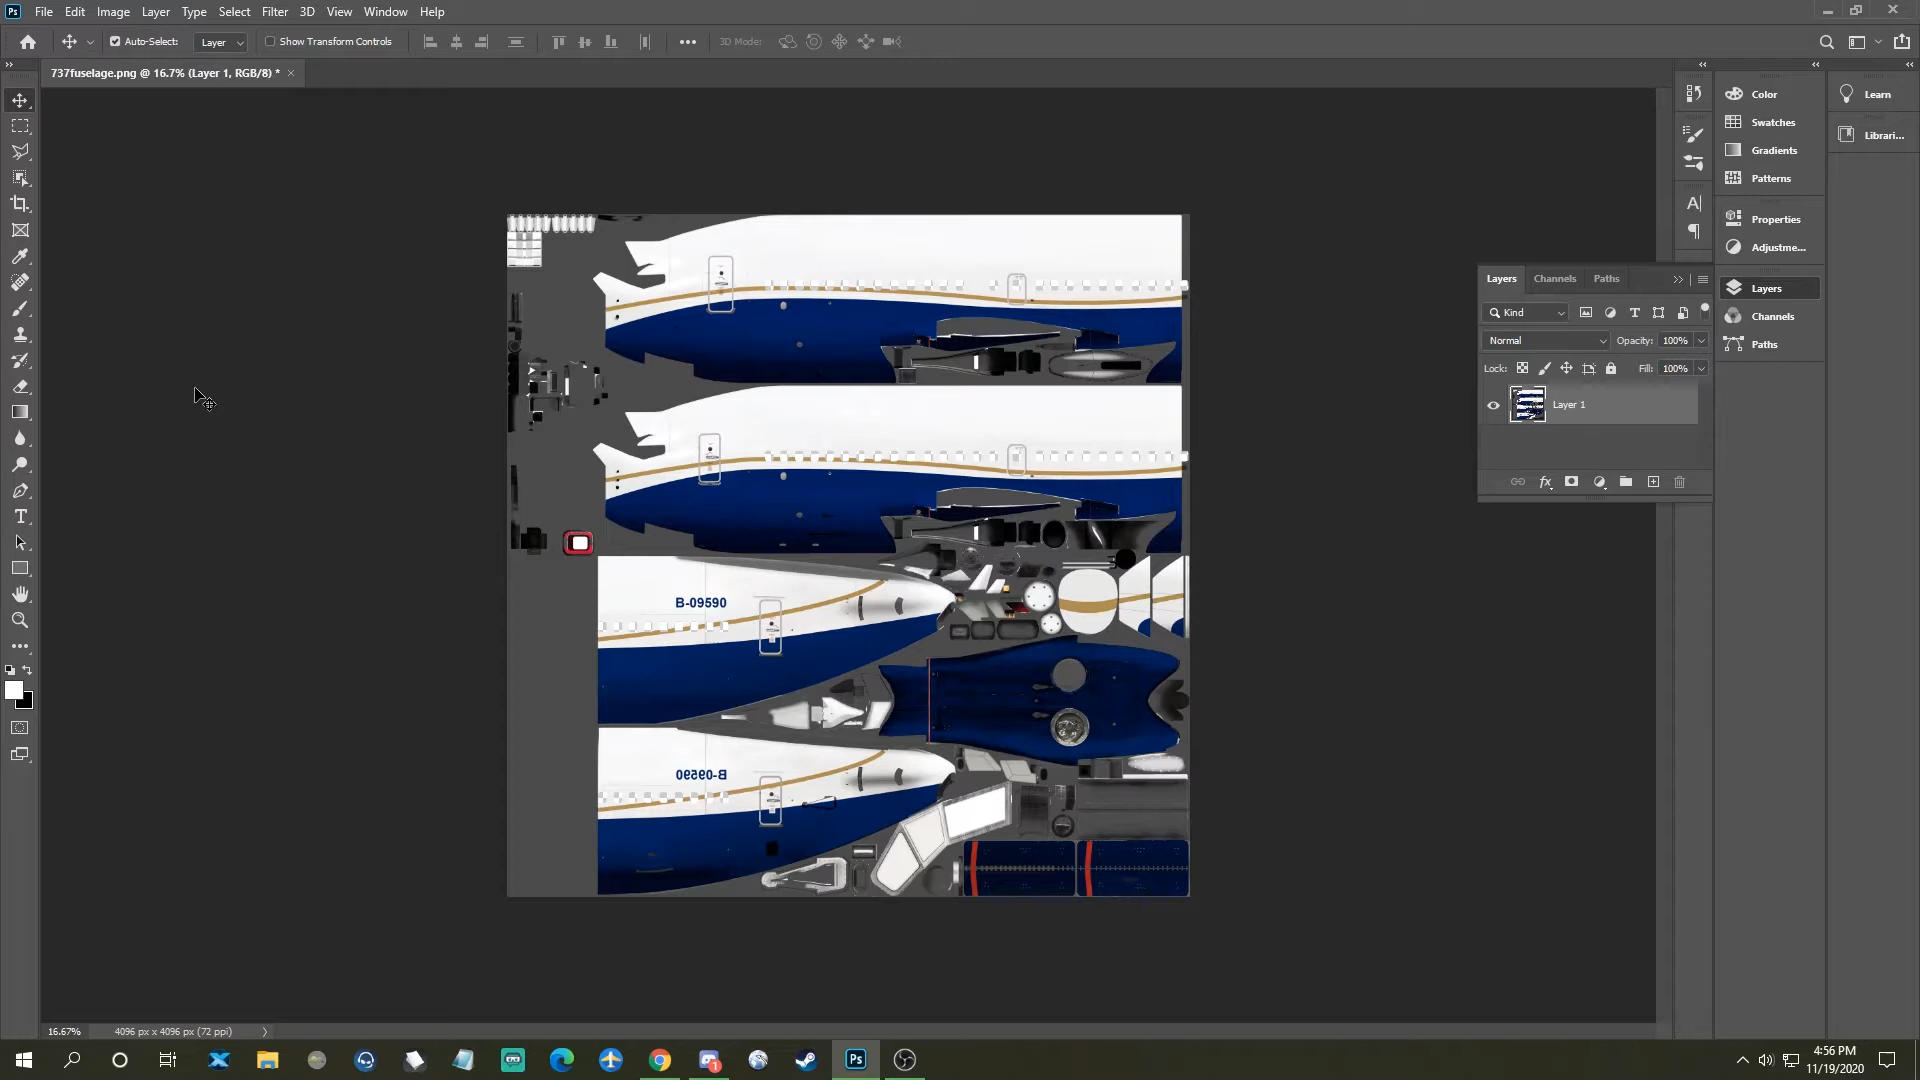 Ps File Edit Image Layer Type Select Filter 3D View Window Help
Auto-Select: Layer Show Transform Controls 3D Mode:
737fuselage.png @ 16.7% (Layer 1, RGB/8) *
Color
Swatches
Gradients
Patterns
Properties
Adjustme...
Layers
Channels
Paths
Learn
Librari...
Layers Channels Paths
Kind
Normal Opacity: 100%
Lock: Fill: 100%
Layer 1
B-09590
B-09590
16.67% 4096 px x 4096 px (72 ppi)
Ps
1
4:56 PM
11/19/2020